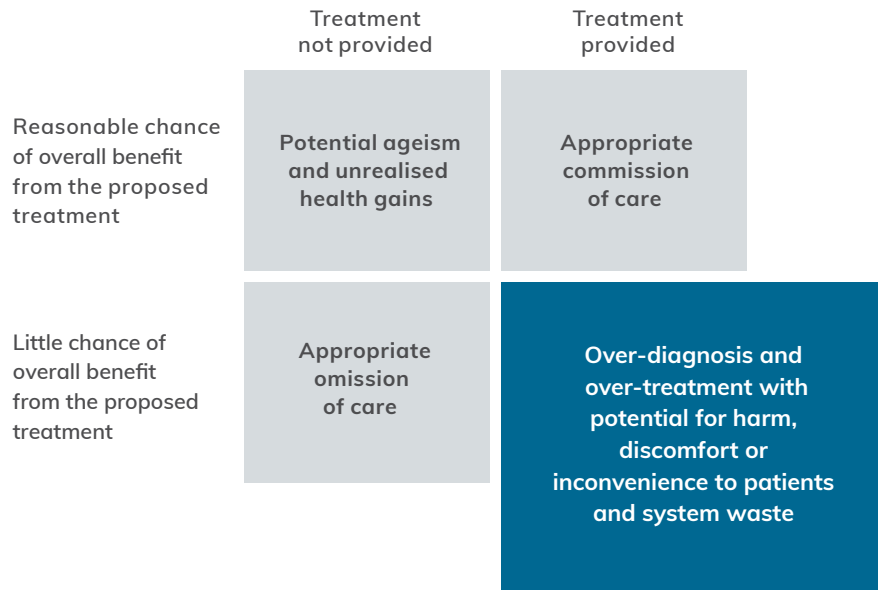 Treatment
not provided
Treatment
provided
Reasonable chance
of overall benefit
from the proposed
treatment
Potential ageism
and unrealised
health gains
Appropriate
commission
of care
Little chance of
overall benefit
from the proposed
treatment
Appropriate
omission
of care
Over-diagnosis and
over-treatment with
potential for harm,
discomfort or
inconvenience to patients
and system waste